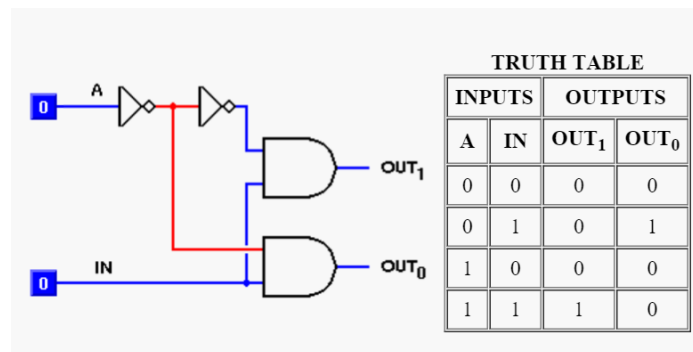 A
0
OUT₁
IN
0
OUT₀
TRUTH TABLE
INPUTS OUTPUTS
A IN OUT₁ OUT₀
0 0 0 0
0 1 0 1
1 0 0 0
1 1 1 0